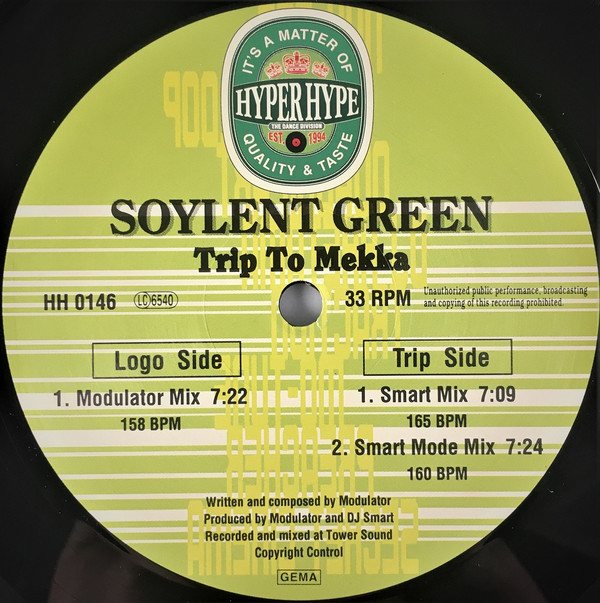 IT'S A MATTER OF
HYPERHYPE
THE DANCE DIVISION
EST. 1994
QUALITY & TASTE
SOYLENT GREEN
Trip To Mekka
HH 0146 LC 6540
33 RPM
Unauthorized public performance, broadcasting
and copying of this recording prohibited.
Logo Side
1. Modulator Mix 7:22
158 BPM
Trip Side
1. Smart Mix 7:09
165 BPM
2. Smart Mode Mix 7:24
160 BPM
Written and composed by Modulator
Produced by Modulator and DJ Smart
Recorded and mixed at Tower Sound
Copyright Control
GEMA